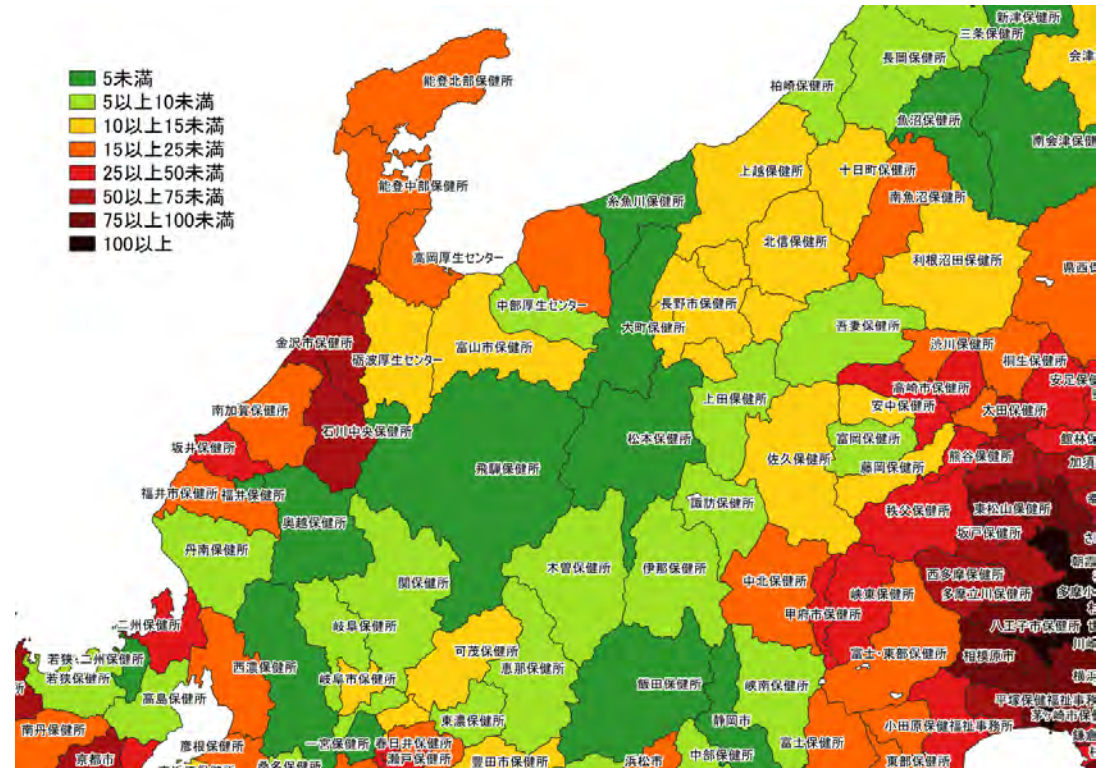 5未満
5以上10未満
10以上15未満
15以上25未満
25以上50未満
50以上75未満
75以上100未満
100以上
新津保健所
三条保健所
会津
長岡保健所
能登北部保健所
柏崎保健所
魚沼保健所
南会津保健
上越保健所
十日町保健所
能登中部保健所
南魚沼保健所
糸魚川保健所
北信保健所
高岡厚生センター
利根沼田保健所
県西保
中部厚生センター
長野市保健所
大町保健所
吾妻保健所
金沢市保健所
富山市保健所
渋川保健所
砺波厚生センター
桐生保健所
安足保健
高崎市保健所
上田保健所
安中保健所
太田保健所
南加賀保健所
石川中央保健所
松本保健所
富岡保健所
館林保
坂井保健所
佐久保健所
熊谷保健所
加須
飛騨保健所
藤岡保健所
福井市保健所
福井保健所
諏訪保健所
秩父保健所
東松山保健所
奥越保健所
坂戸保健所
丹南保健所
朝霞
関保健所
木曽保健所
伊那保健所
中北保健所
西多摩保健所
峡東保健所
多摩立川保健所
多摩小
甲府市保健所
二州保健所
岐阜保健所
八王子市保健所
川崎
可茂保健所
富士・東部保健所
相模原市
若狭・二州保健所
西濃保健所
恵那保健所
若狭保健所
岐阜市保健所
飯田保健所
峡南保健所
横浜
所
高島保健所
平塚保健福祉事務
東濃保健所
静岡市
茅ヶ崎市保健
南丹保健所
小田原保健福祉事務所
彦根保健所
一宮保健所
春日井保健所
富士保健所
鎌倉
京都市
瀬戸保健所
豊田市保健所
浜松市
中部保健所
東部保健所
桑名保健所